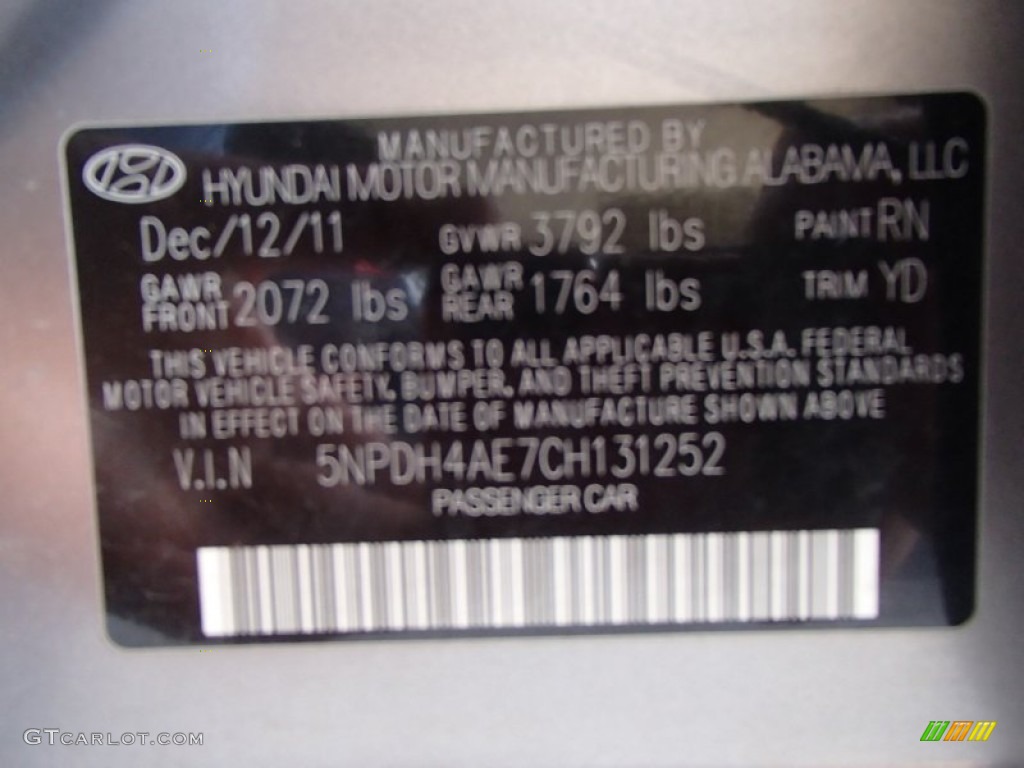 MANUFACTURED BY
HYUNDAI MOTOR MANUFACTURING ALABAMA, LLC
Dec/12/11 GVWR 3792 lbs PAINT RN
GAWR FRONT 2072 lbs GAWR REAR 1764 lbs TRIM YD
THIS VEHICLE CONFORMS TO ALL APPLICABLE U.S.A. FEDERAL
MOTOR VEHICLE SAFETY, BUMPER, AND THEFT PREVENTION STANDARDS
IN EFFECT ON THE DATE OF MANUFACTURE SHOWN ABOVE
V.I.N 5NPDH4AE7CH131252
PASSENGER CAR
GTCARLOT.COM